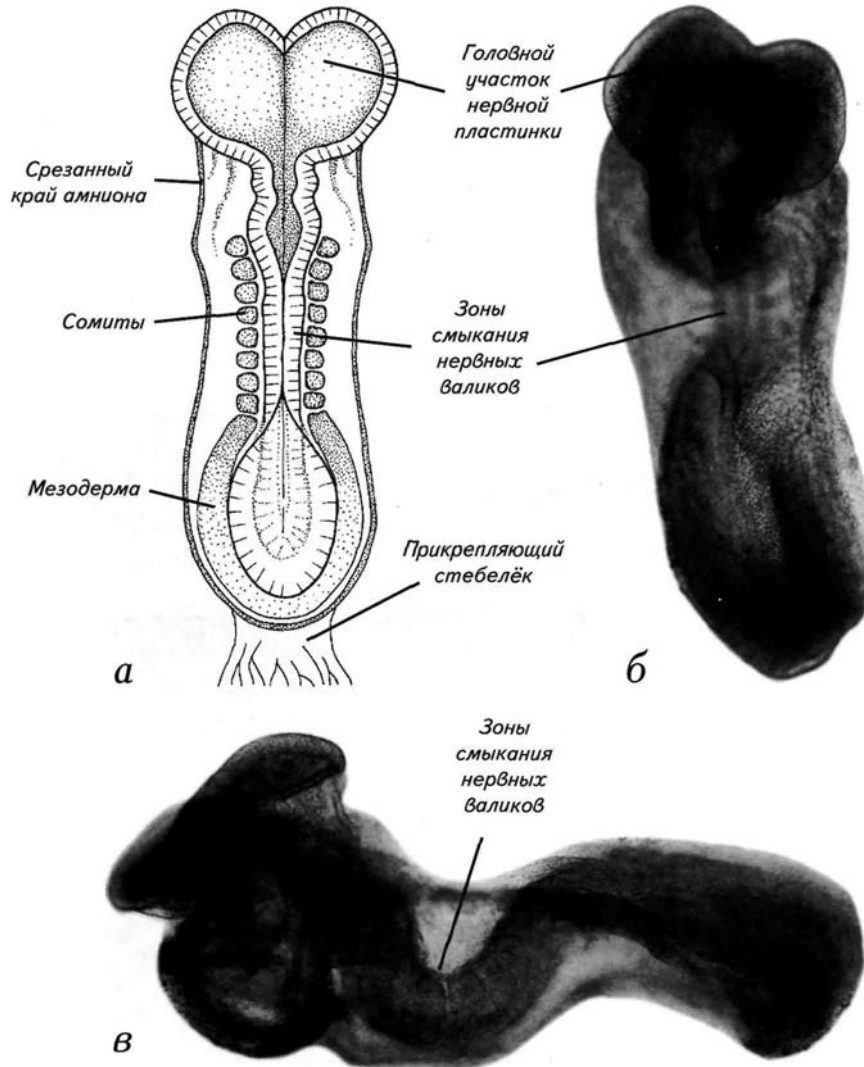 Головной
участок
нервной
пластинки
Срезанный
край амниона
Сомиты
Зоны
смыкания
нервных
валиков
Мезодерма
Прикрепляющий
стебелёк
а
б
Зоны
смыкания
нервных
валиков
в